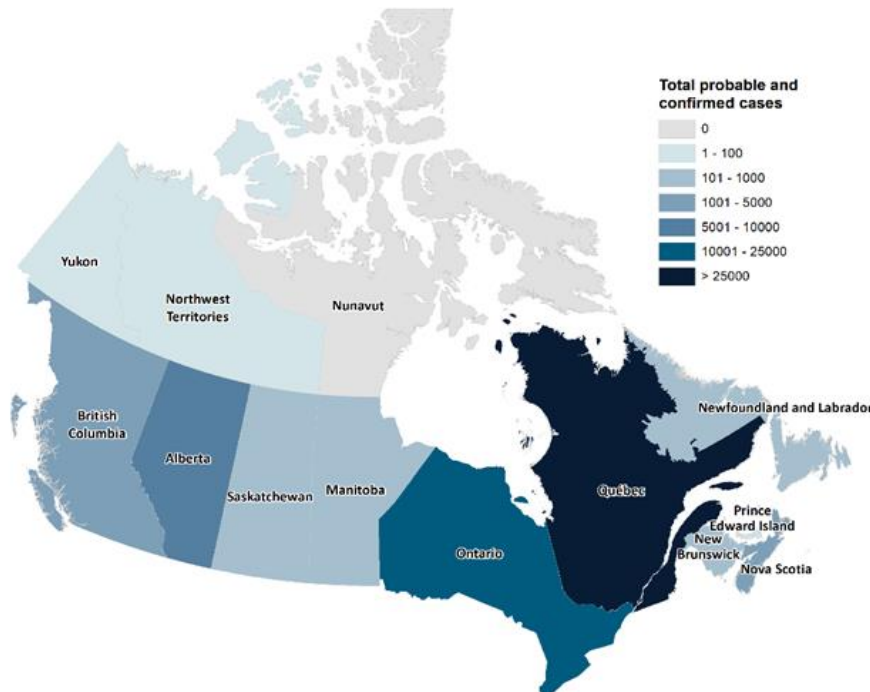 Total probable and
confirmed cases
0
1 - 100
101 - 1000
1001 - 5000
5001 - 10000
10001 - 25000
> 25000
Yukon
Northwest
Territories
Nunavut
British
Columbia
Alberta
Saskatchewan
Manitoba
Ontario
Québec
Newfoundland and Labrador
Prince
Edward Island
New
Brunswick
Nova Scotia